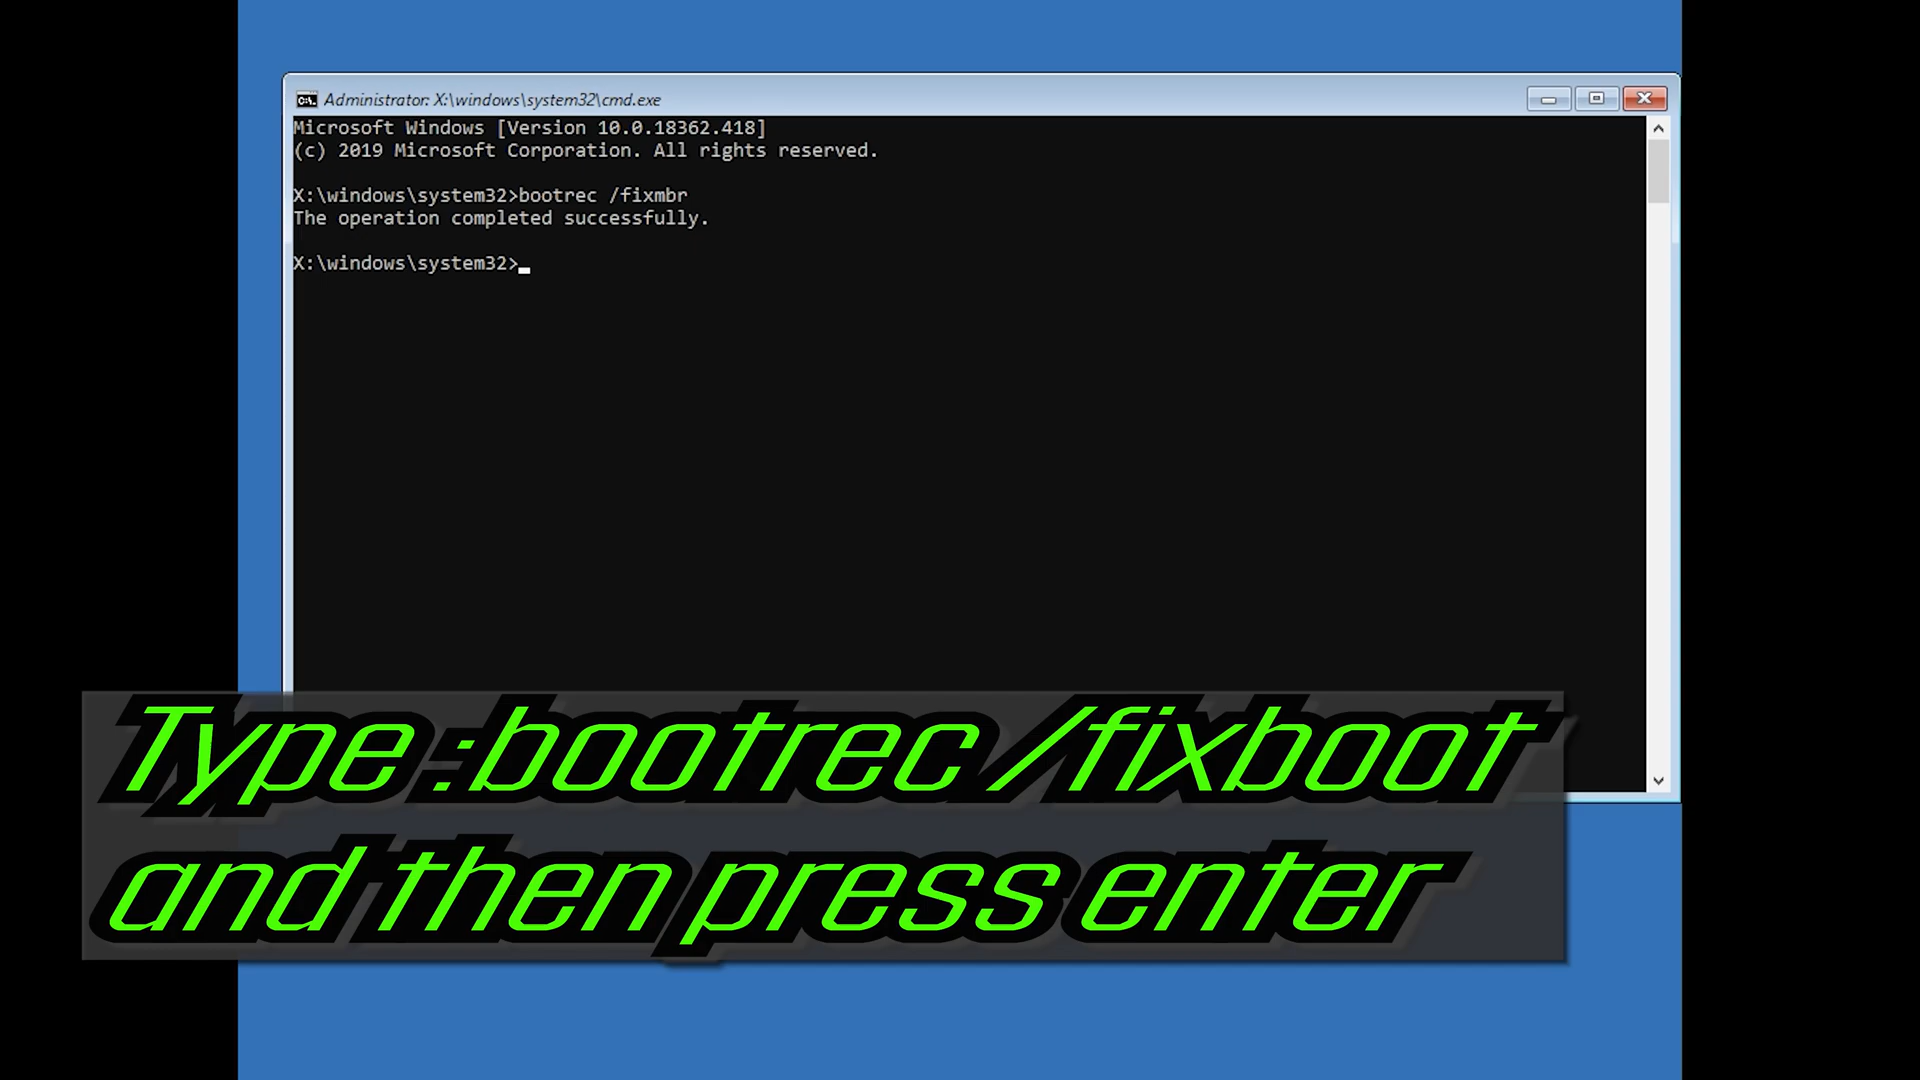 Administrator: X:\windows\system32\cmd.exe
Microsoft Windows [Version 10.0.18362.418]
(c) 2019 Microsoft Corporation. All rights reserved.
X:\windows\system32>bootrec /fixmbr
The operation completed successfully.
X:\windows\system32>
Type :bootrec /fixboot
and then press enter